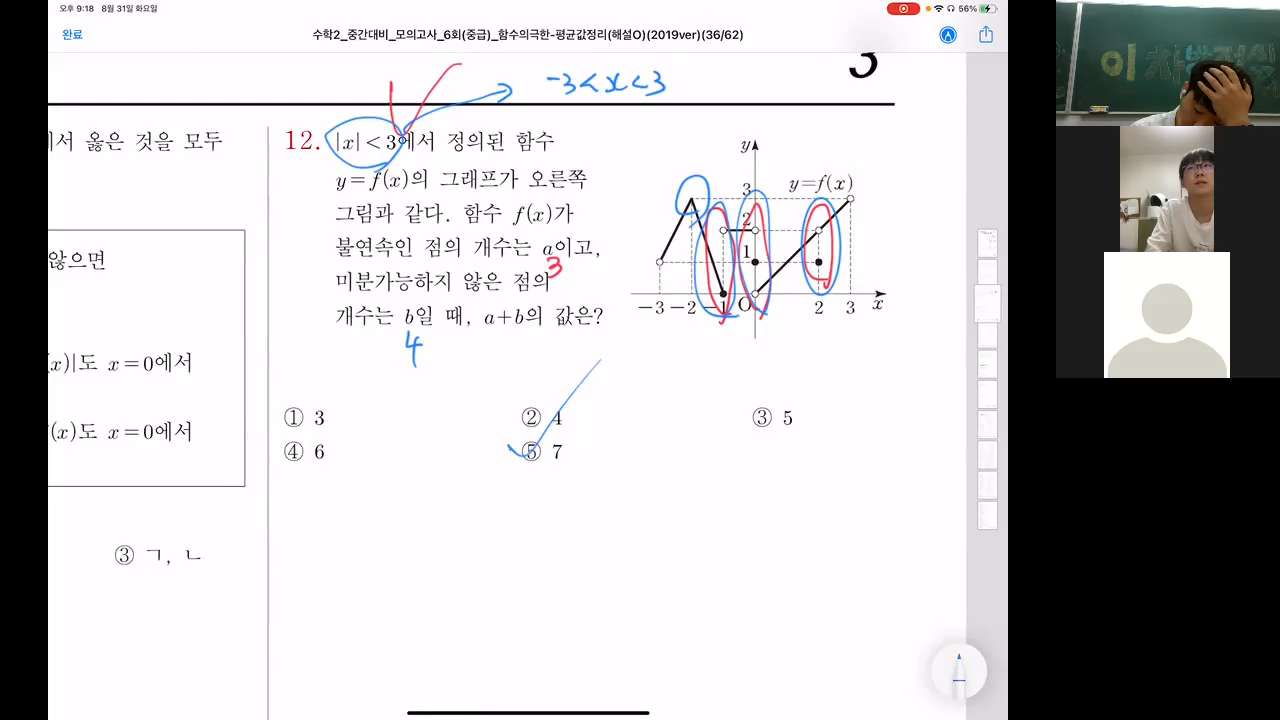 오후 9:18 8월 31일 화요일
56%
완료
수학2_중간대비_모의고사_6회(중급)_함수의극한-평균값정리(해설O)(2019ver)(36/62)
3
-3<x<3
에서 옳은 것을 모두
않으면
(x)|도 x=0에서
(x)도 x=0에서
③ ㄱ, ㄴ
12. |x|<3에서 정의된 함수
y=f(x)의 그래프가 오른쪽
그림과 같다. 함수 f(x)가
불연속인 점의 개수는 a이고,
3
미분가능하지 않은 점의
개수는 b일 때, a+b의 값은?
4
y
3
y=f(x)
2
1
-3 -2 -1 O 2 3 x
① 3 ② 4 ③ 5
④ 6 ⑤ 7
이차방정식